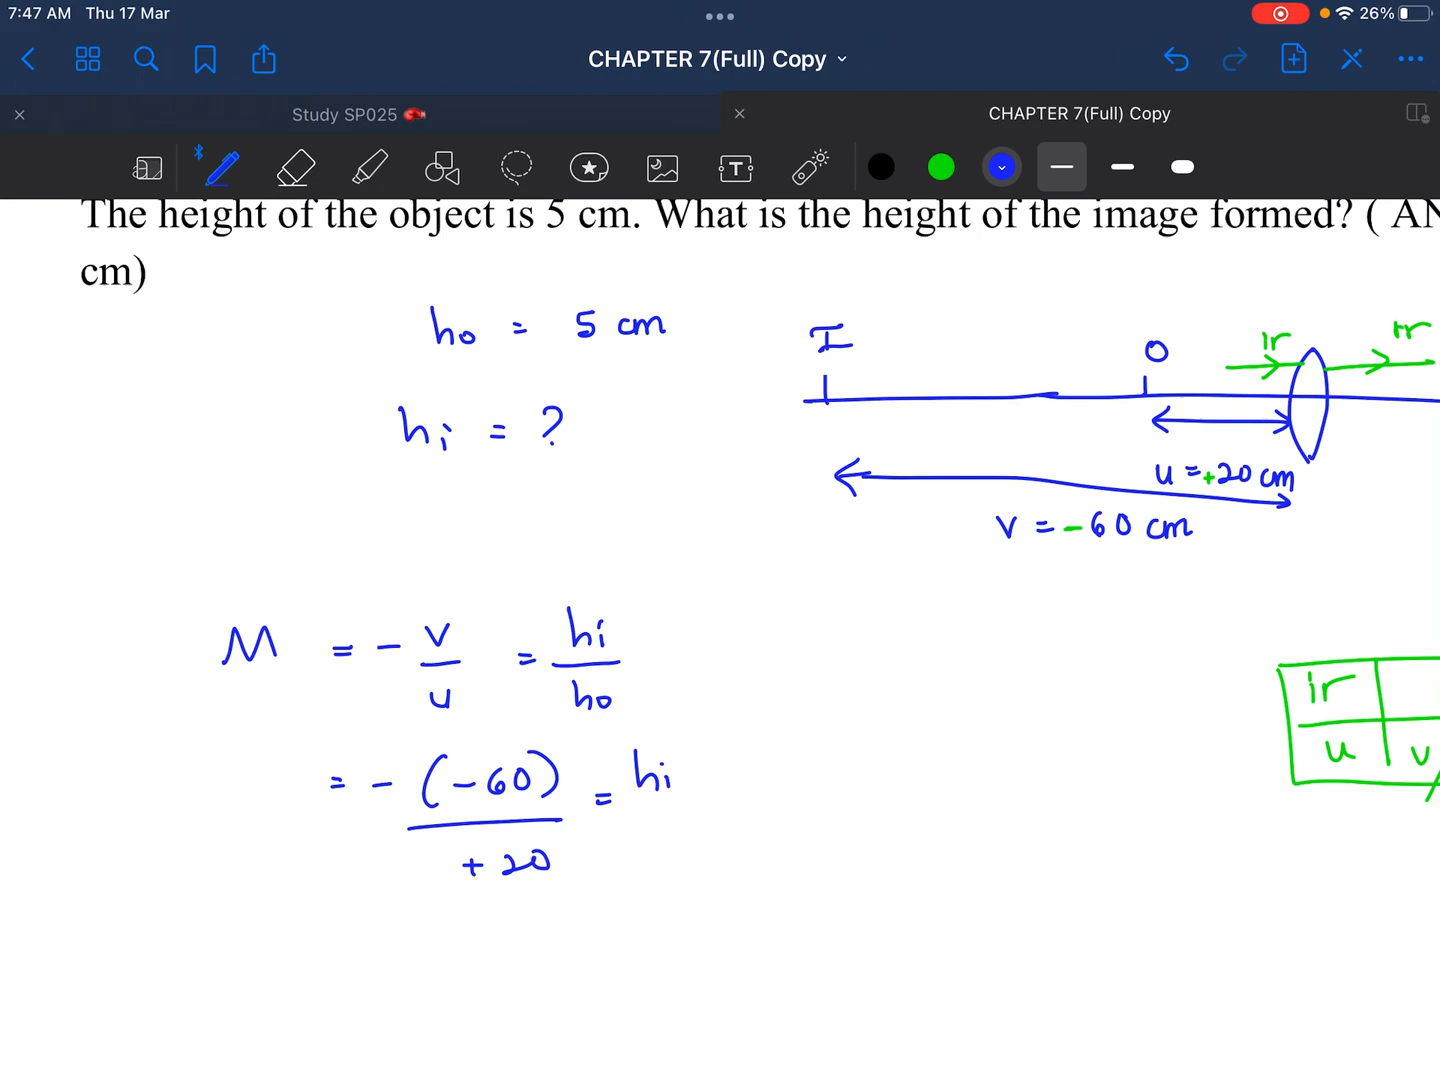 7:47 AM Thu 17 Mar
26%
CHAPTER 7(Full) Copy
Study SP025
CHAPTER 7(Full) Copy
The height of the object is 5 cm. What is the height of the image formed? ( AN
cm)
ho = 5 cm
hi = ?
I
O
ir
rr
u = +20 cm
v = -60 cm
M = - v/u = hi/ho
= - (-60)/+20 = hi
ir
u v